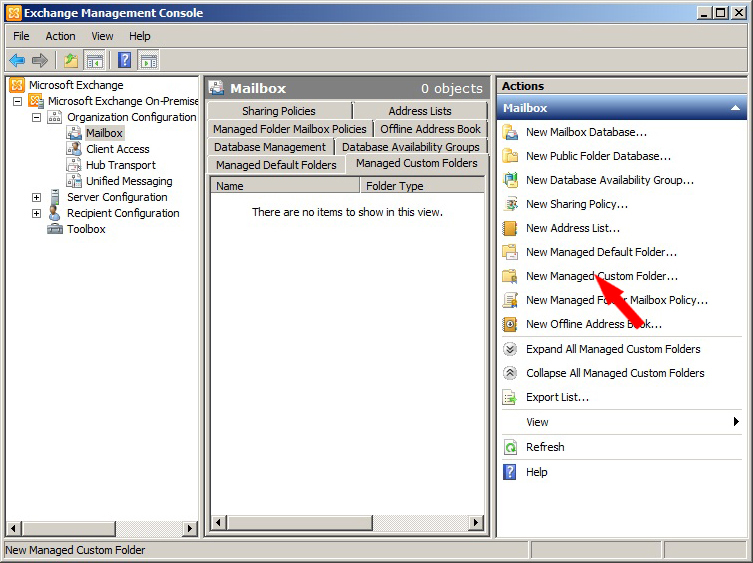 Exchange Management Console
File Action View Help
Microsoft Exchange
Microsoft Exchange On-Premise
Organization Configuration
Mailbox
Client Access
Hub Transport
Unified Messaging
Server Configuration
Recipient Configuration
Toolbox
Mailbox 0 objects
Sharing Policies Address Lists
Managed Folder Mailbox Policies Offline Address Book
Database Management Database Availability Groups
Managed Default Folders Managed Custom Folders
Name Folder Type
There are no items to show in this view.
Actions
Mailbox
New Mailbox Database...
New Public Folder Database...
New Database Availability Group...
New Sharing Policy...
New Address List...
New Managed Default Folder...
New Managed Custom Folder...
New Managed Folder Mailbox Policy...
New Offline Address Book...
Expand All Managed Custom Folders
Collapse All Managed Custom Folders
Export List...
View
Refresh
Help
New Managed Custom Folder